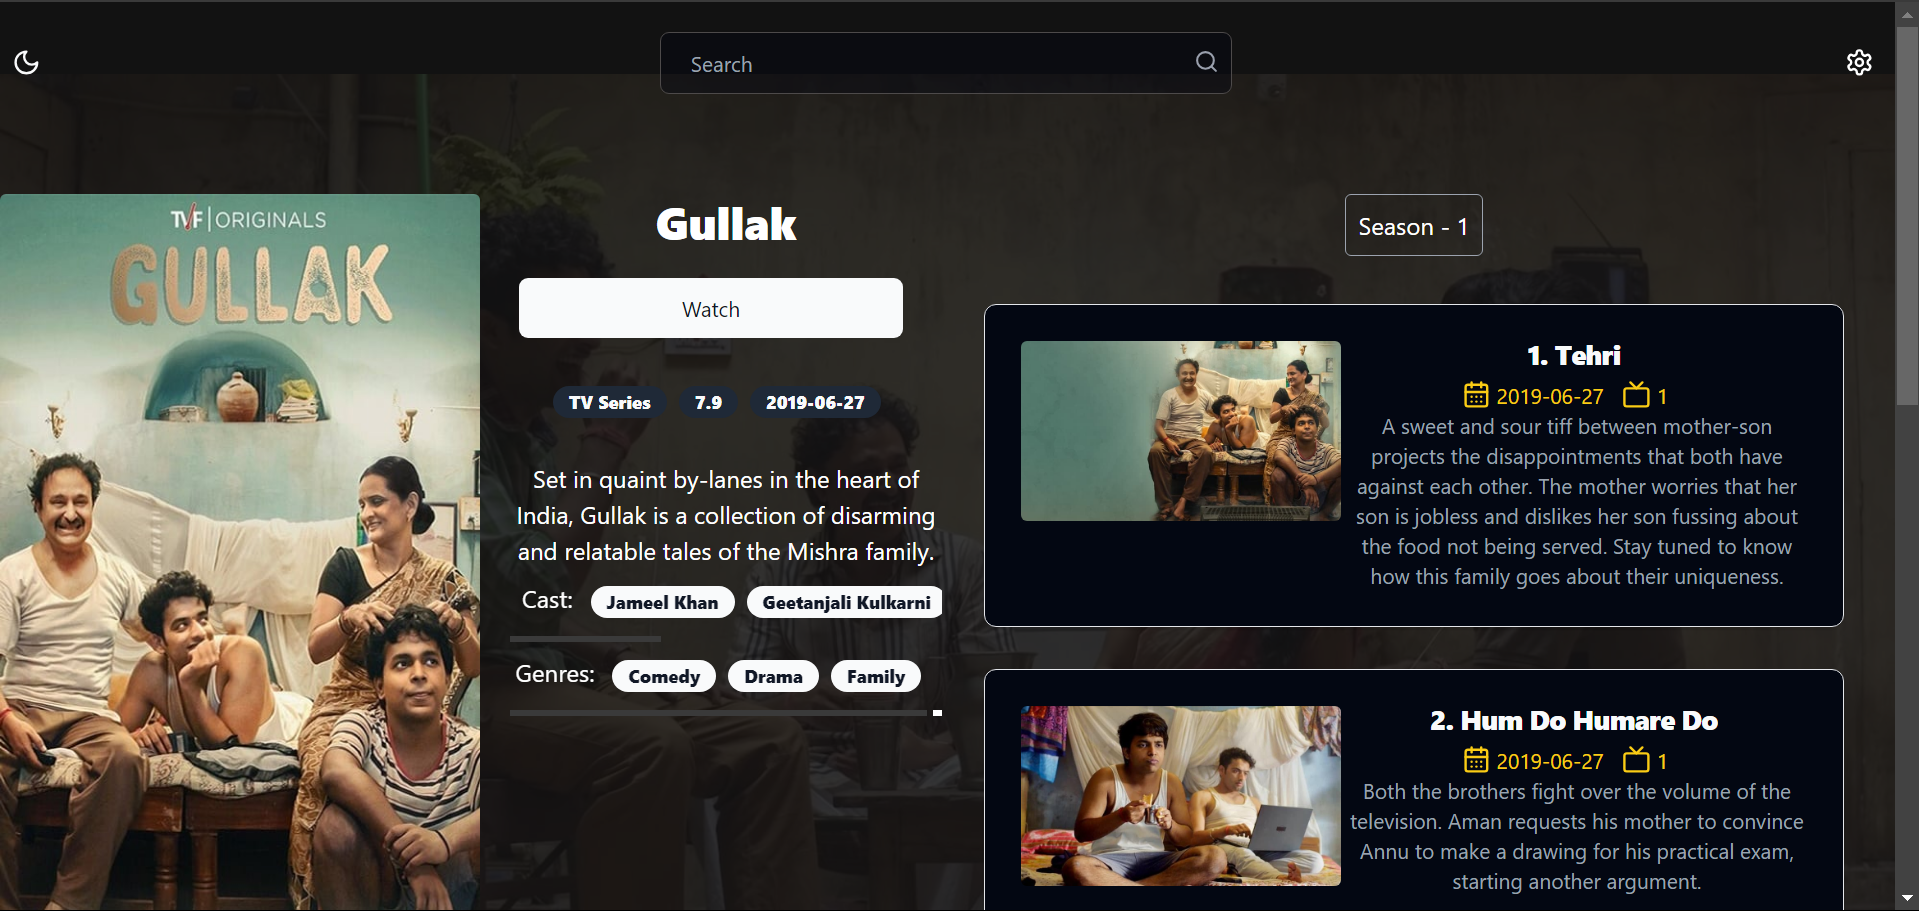 Search
TVF|ORIGINALS
GULLAK
Gullak
Watch
TV Series 7.9 2019-06-27
Set in quaint by-lanes in the heart of
India, Gullak is a collection of disarming
and relatable tales of the Mishra family.
Cast: Jameel Khan Geetanjali Kulkarni
Genres: Comedy Drama Family
Season - 1
1. Tehri
2019-06-27 1
A sweet and sour tiff between mother-son
projects the disappointments that both have
against each other. The mother worries that her
son is jobless and dislikes her son fussing about
the food not being served. Stay tuned to know
how this family goes about their uniqueness.
2. Hum Do Humare Do
2019-06-27 1
Both the brothers fight over the volume of the
television. Aman requests his mother to convince
Annu to make a drawing for his practical exam,
starting another argument.